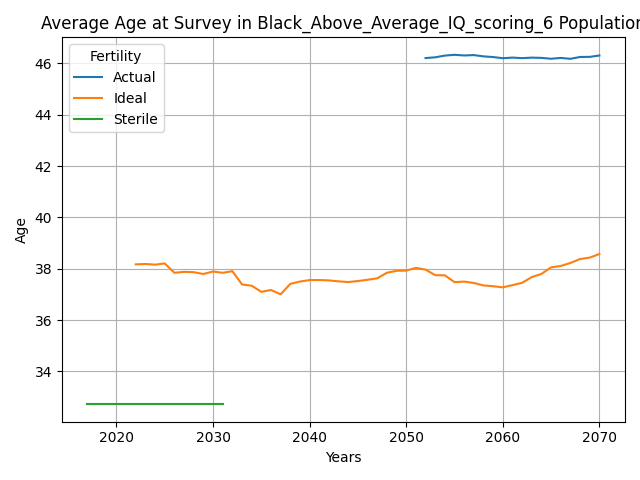 Average Age at Survey in Black_Above_Average_IQ_scoring_6 Population
Fertility
Actual
Ideal
Sterile
46
44
42
40
38
36
34
Age
2020 2030 2040 2050 2060 2070
Years